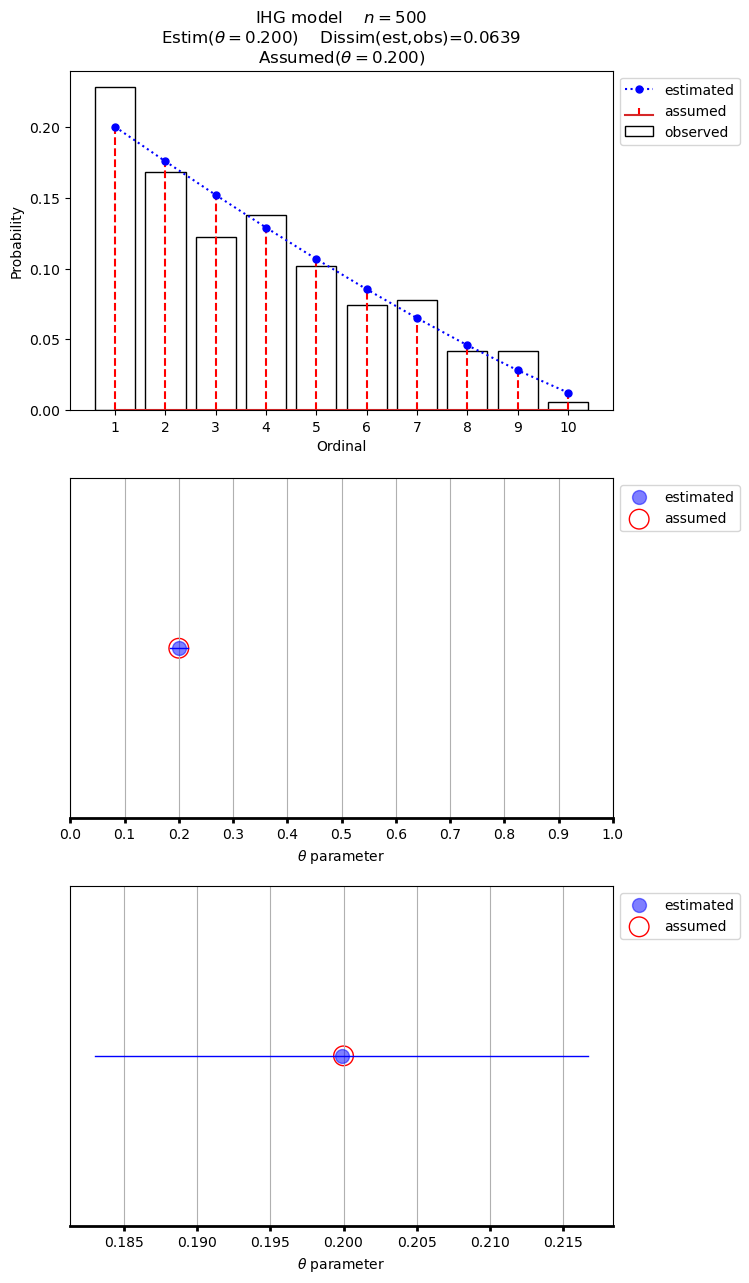 IHG model    n = 500
Estim(θ = 0.200)    Dissim(est,obs)=0.0639
Assumed(θ = 0.200)
estimated
assumed
observed
Probability
0.20
0.15
0.10
0.05
0.00
1 2 3 4 5 6 7 8 9 10
Ordinal
estimated
assumed
0.0 0.1 0.2 0.3 0.4 0.5 0.6 0.7 0.8 0.9 1.0
θ parameter
estimated
assumed
0.185 0.190 0.195 0.200 0.205 0.210 0.215
θ parameter